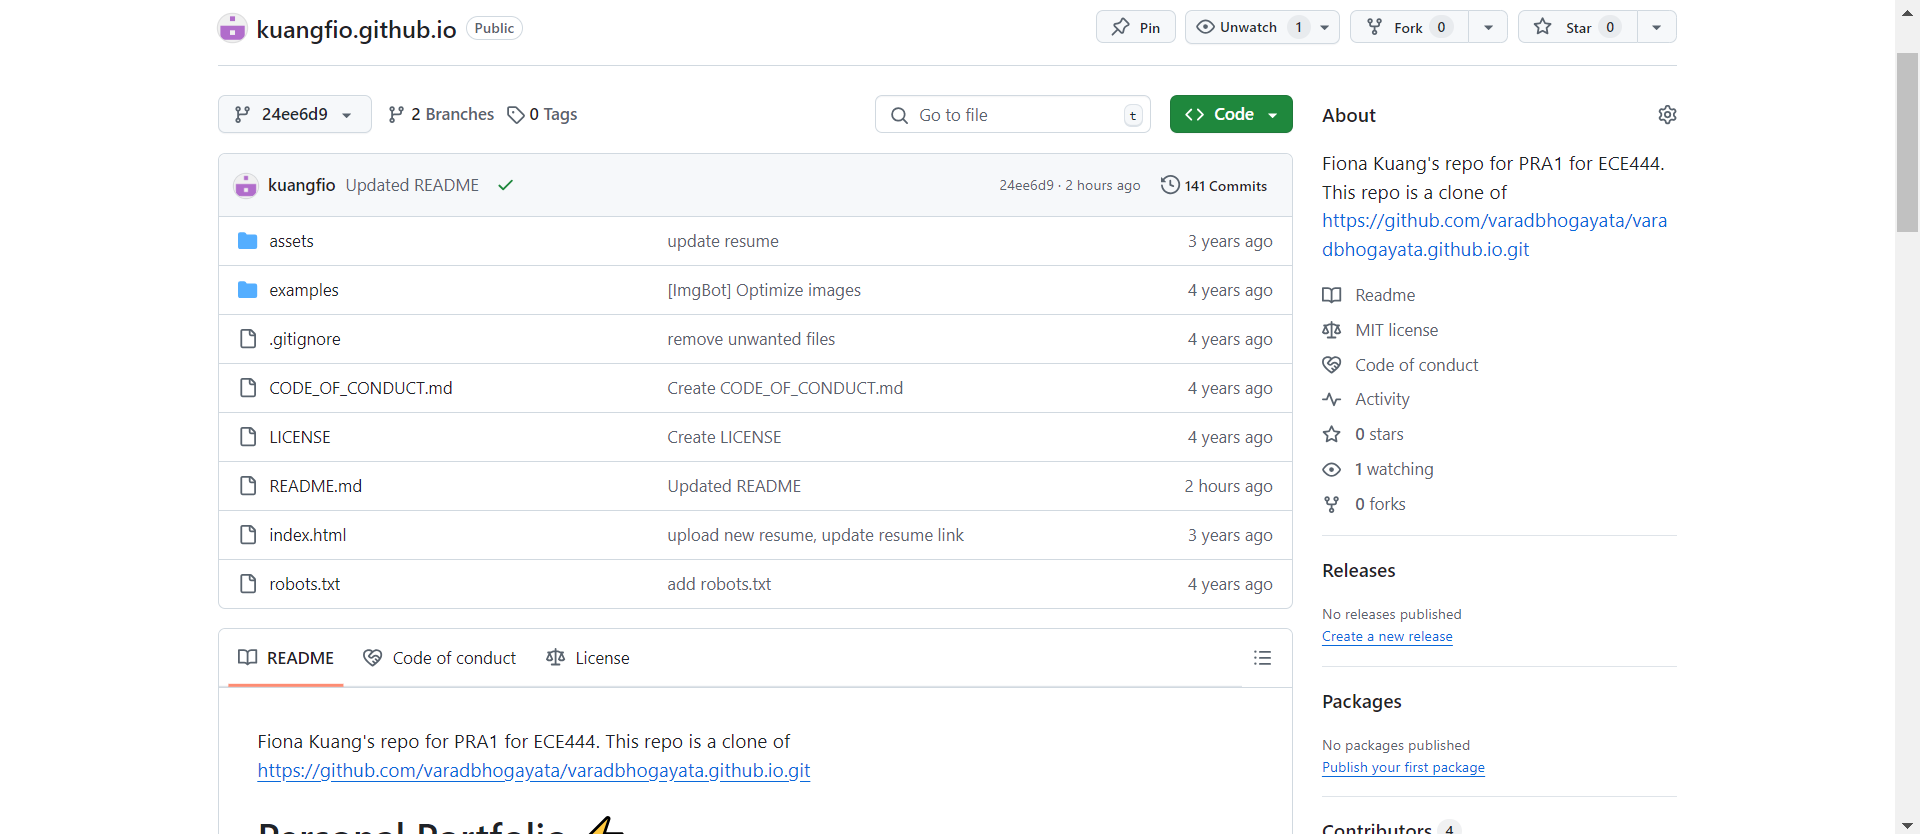 kuangfio.github.io Public
Pin
Unwatch 1
Fork 0
Star 0
24ee6d9
2 Branches
0 Tags
Go to file t
Code
kuangfio Updated README 24ee6d9 · 2 hours ago 141 Commits
assets update resume 3 years ago
examples [ImgBot] Optimize images 4 years ago
.gitignore remove unwanted files 4 years ago
CODE_OF_CONDUCT.md Create CODE_OF_CONDUCT.md 4 years ago
LICENSE Create LICENSE 4 years ago
README.md Updated README 2 hours ago
index.html upload new resume, update resume link 3 years ago
robots.txt add robots.txt 4 years ago
README Code of conduct License
Fiona Kuang's repo for PRA1 for ECE444. This repo is a clone of
https://github.com/varadbhogayata/varadbhogayata.github.io.git
Personal Portfolio ⚡
About
Fiona Kuang's repo for PRA1 for ECE444.
This repo is a clone of
https://github.com/varadbhogayata/vara
dbhogayata.github.io.git
Readme
MIT license
Code of conduct
Activity
0 stars
1 watching
0 forks
Releases
No releases published
Create a new release
Packages
No packages published
Publish your first package
Contributors 4